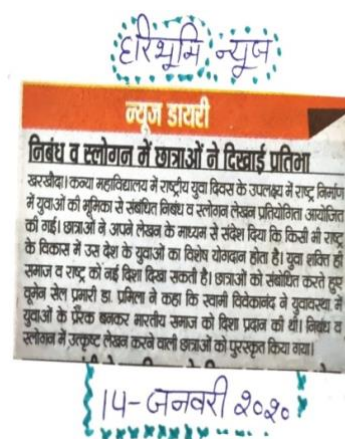 हरिभूमि न्यूज
न्यूज डायरी
निबंध व स्लोगन में छात्राओं ने दिखाई प्रतिभा
खरखौदा। कन्या महाविद्यालय में राष्ट्रीय युवा दिवस के उपलक्ष्य में राष्ट्र निर्माण
में युवाओं की भूमिका से संबंधित निबंध व स्लोगन लेखन प्रतियोगिता आयोजित
की गई। छात्राओं ने अपने लेखन के माध्यम से संदेश दिया कि किसी भी राष्ट्र
के विकास में उस देश के युवाओं का विशेष योगदान होता है। युवा शक्ति ही
समाज व राष्ट्र को नई दिशा दिखा सकती है। छात्राओं को संबोधित करते हुए
वूमेन सेल प्रभारी डा. प्रमिला ने कहा कि स्वामी विवेकानंद ने युवावस्था में
युवाओं के प्रेरक बनकर भारतीय समाज को दिशा प्रदान की थी। निबंध व
स्लोगन में उत्कृष्ट लेखन करने वाली छात्राओं को पुरस्कृत किया गया।
14-जनवरी २०२०